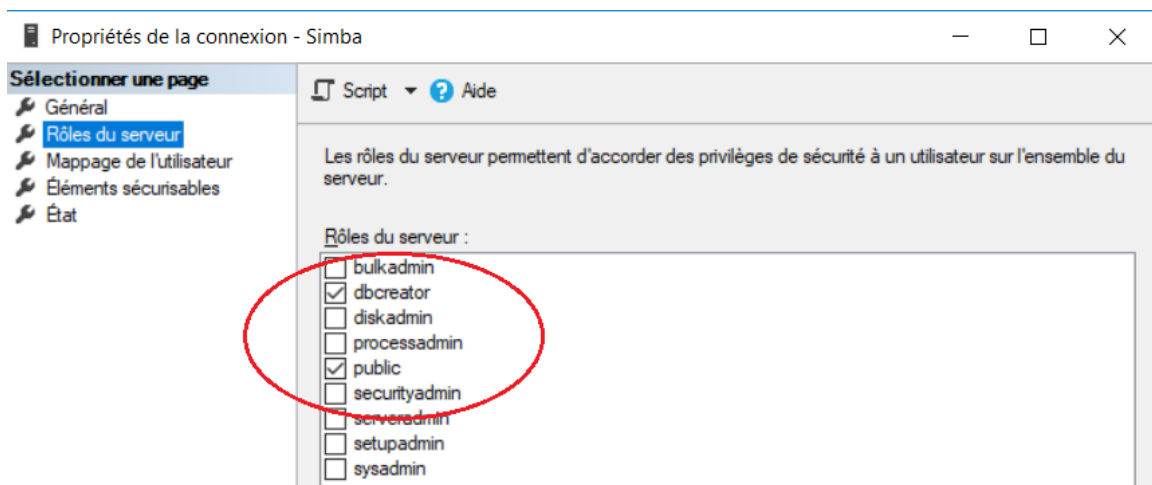 Propriétés de la connexion - Simba
Sélectionner une page
Général
Rôles du serveur
Mappage de l'utilisateur
Éléments sécurisables
État
Script
Aide
Les rôles du serveur permettent d'accorder des privilèges de sécurité à un utilisateur sur l'ensemble du
serveur.
Rôles du serveur :
bulkadmin
dbcreator
diskadmin
processadmin
public
securityadmin
serveradmin
setupadmin
sysadmin